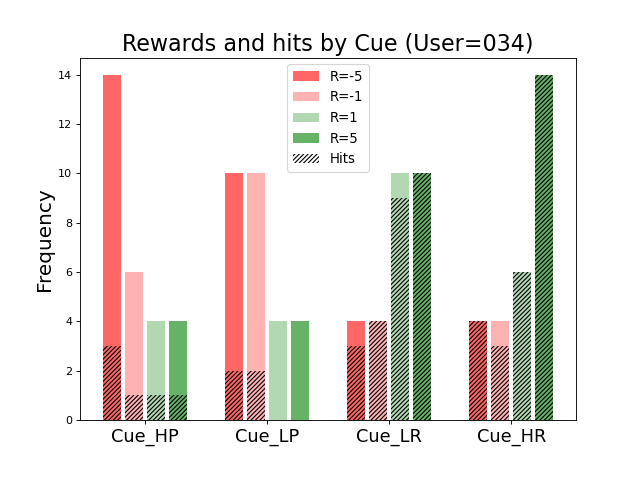 Rewards and hits by Cue (User=034)
R=-5
R=-1
R=1
R=5
Hits
Frequency
14
12
10
8
6
4
2
0
Cue_HP
Cue_LP
Cue_LR
Cue_HR